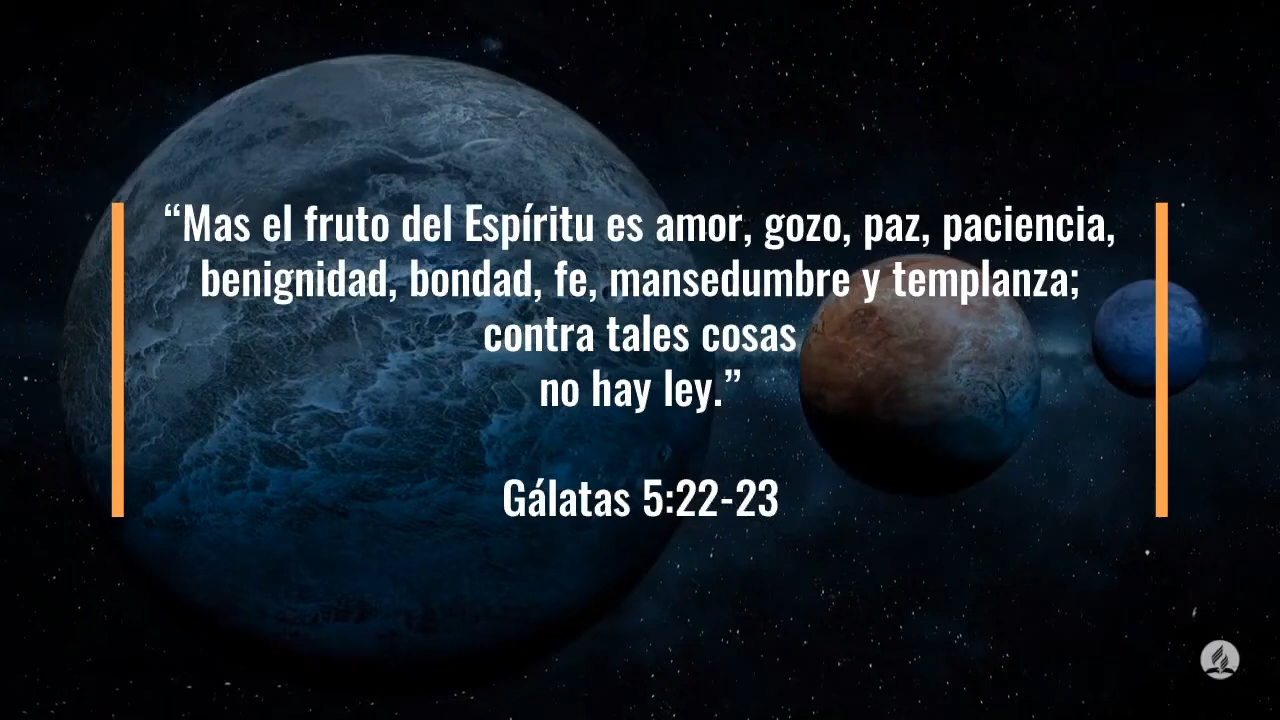 “Mas el fruto del Espíritu es amor, gozo, paz, paciencia,
benignidad, bondad, fe, mansedumbre y templanza;
contra tales cosas
no hay ley.”
Gálatas 5:22-23